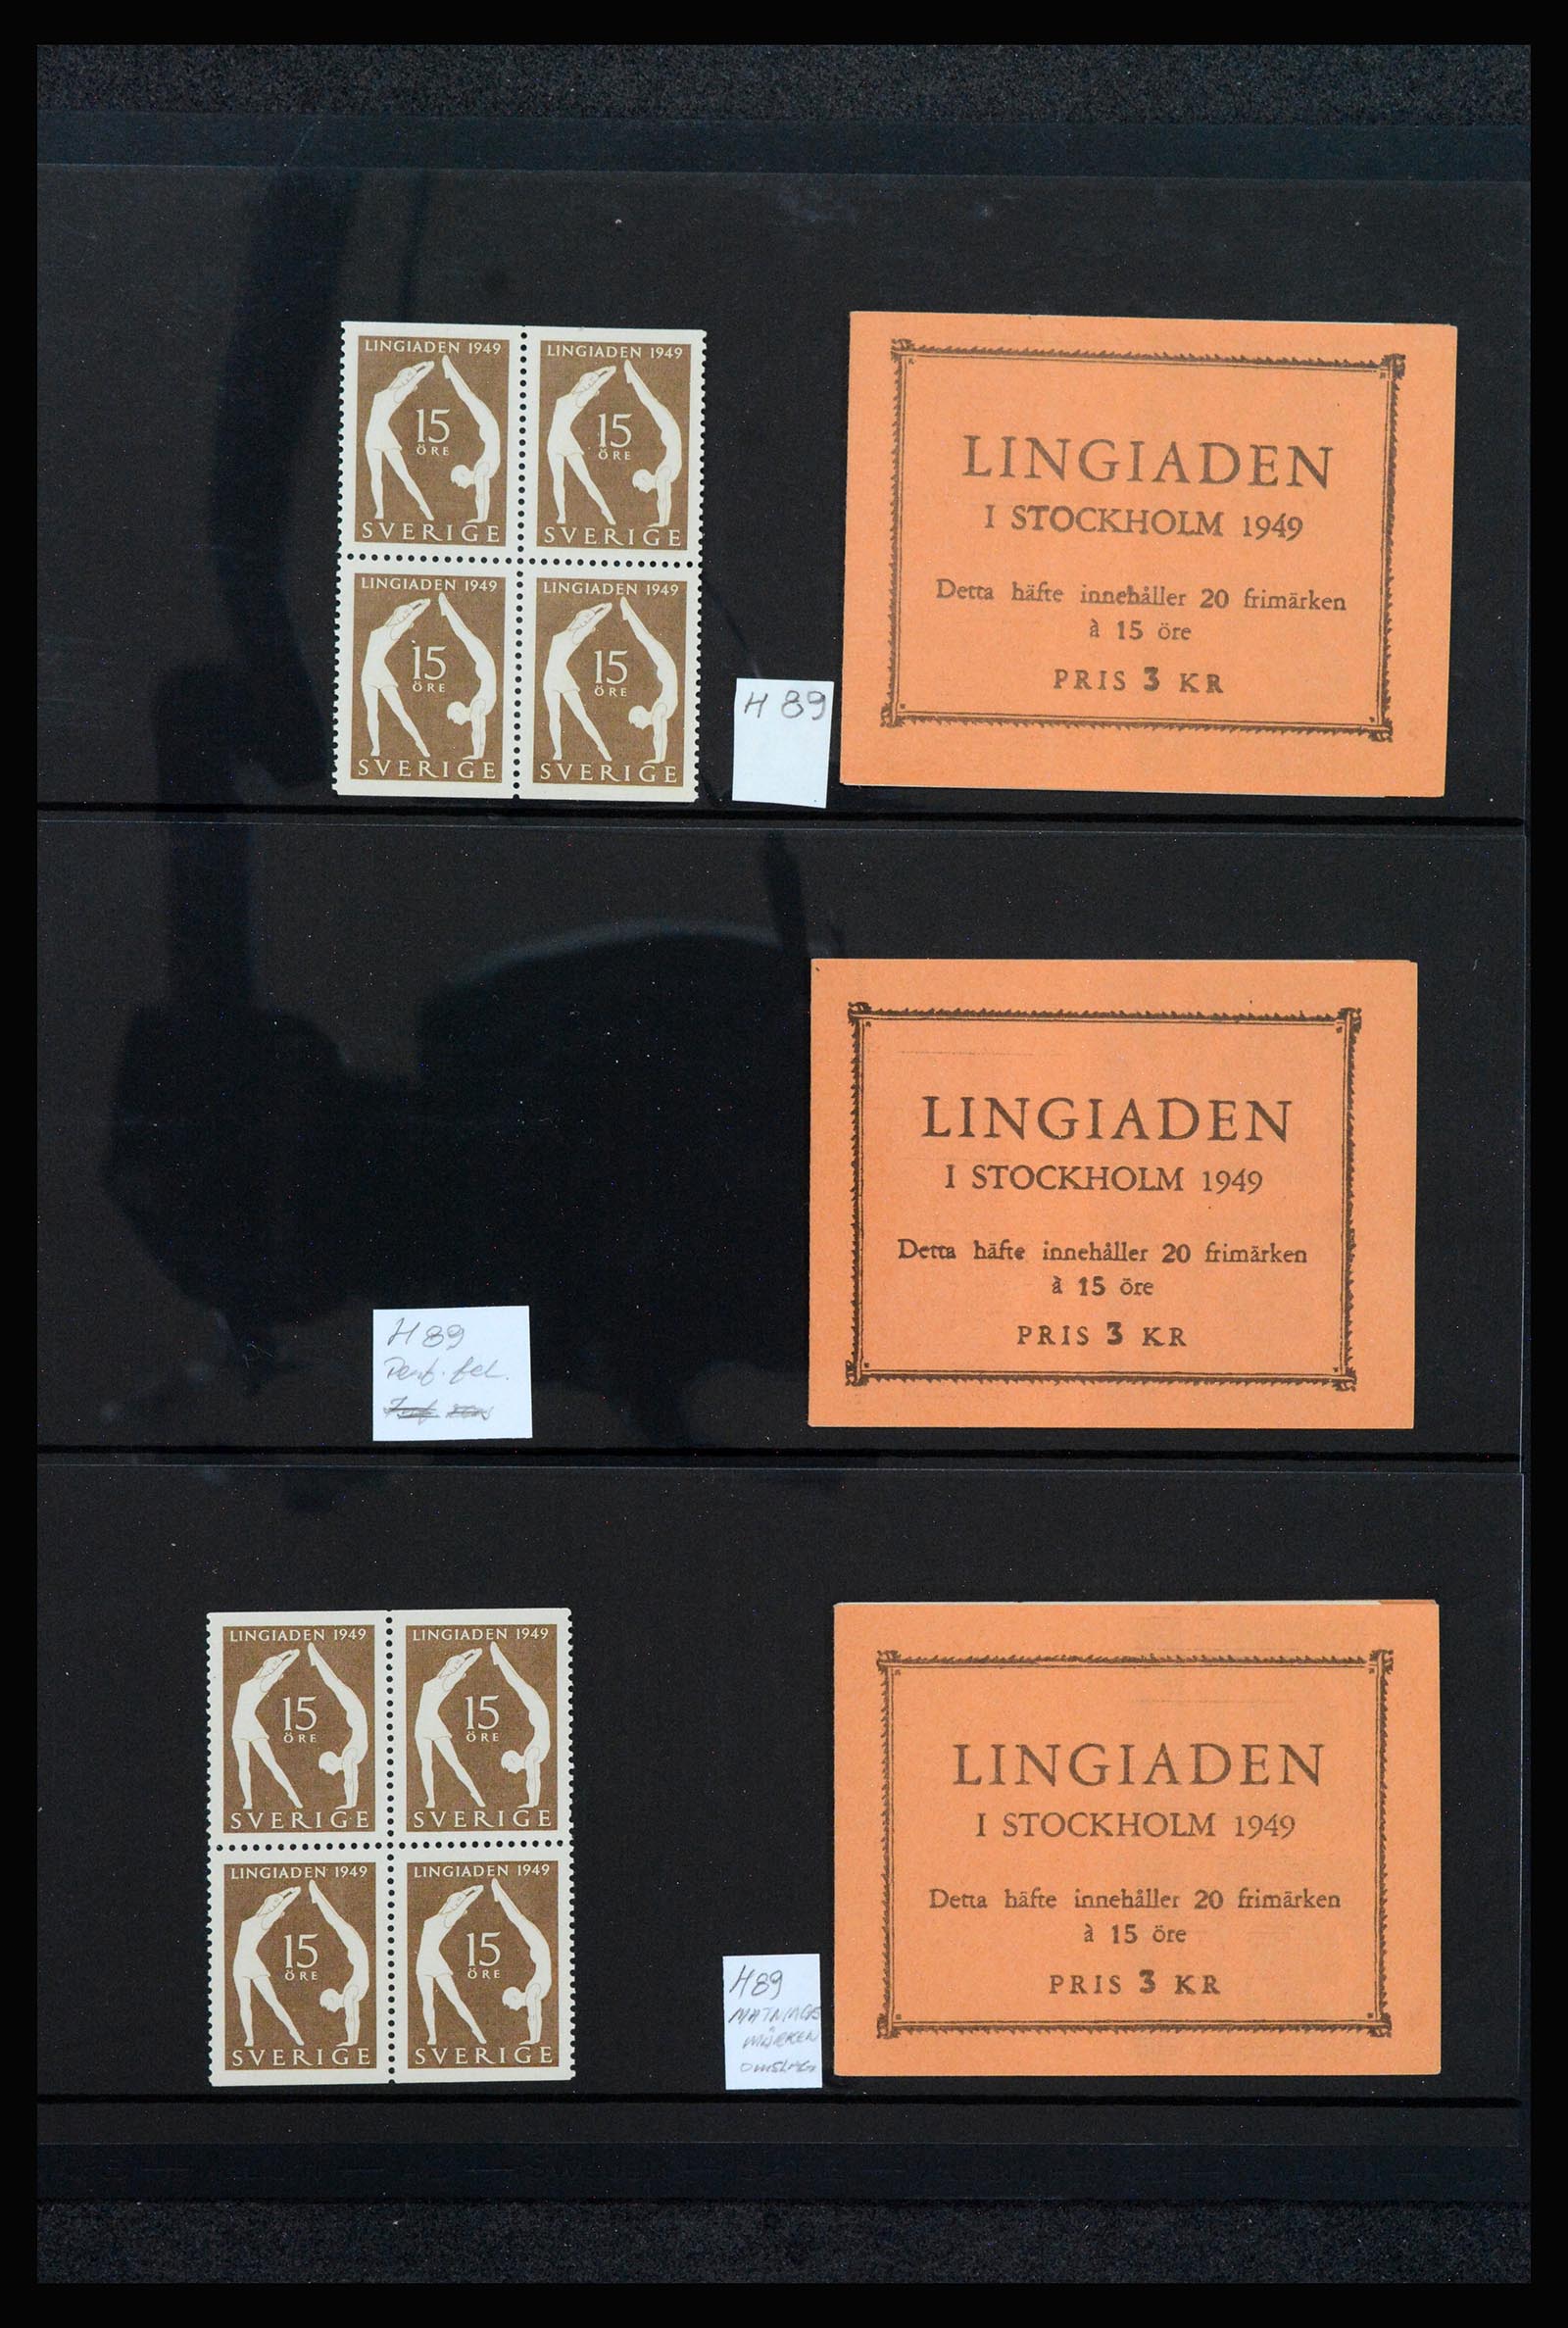 LINGIADEN 1949
15
ÖRE
SVERIGE
LINGIADEN 1949
15
ÖRE
SVERIGE
LINGIADEN 1949
15
ÖRE
SVERIGE
LINGIADEN 1949
15
ÖRE
SVERIGE
H 89
LINGIADEN
I STOCKHOLM 1949
Detta häfte innehåller 20 frimärken
à 15 öre
PRIS 3 KR
H 89
Perf. fel.
LINGIADEN
I STOCKHOLM 1949
Detta häfte innehåller 20 frimärken
à 15 öre
PRIS 3 KR
LINGIADEN 1949
15
ÖRE
SVERIGE
LINGIADEN 1949
15
ÖRE
SVERIGE
LINGIADEN 1949
15
ÖRE
SVERIGE
LINGIADEN 1949
15
ÖRE
SVERIGE
H89
MATNINGS
MÄRKEN
OMSLAG
LINGIADEN
I STOCKHOLM 1949
Detta häfte innehåller 20 frimärken
à 15 öre
PRIS 3 KR